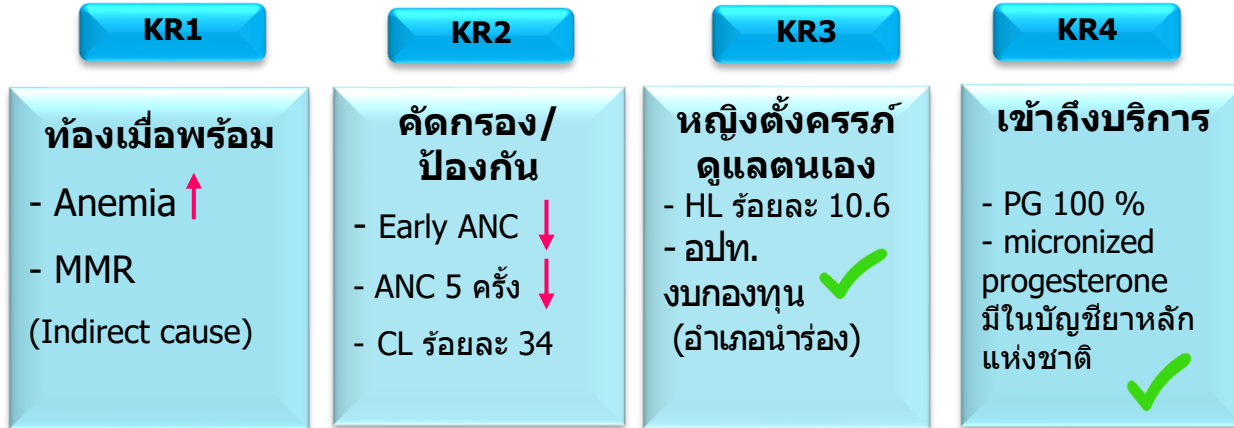 KR1
ท้องเมื่อพร้อม
- Anemia
- MMR
(Indirect cause)
KR2
คัดกรอง/
ป้องกัน
- Early ANC
- ANC 5 ครั้ง
- CL ร้อยละ 34
KR3
หญิงตั้งครรภ์
ดูแลตนเอง
- HL ร้อยละ 10.6
- อปท.
งบกองทุน
(อำเภอนำร่อง)
KR4
เข้าถึงบริการ
- PG 100 %
- micronized
progesterone
มีในบัญชียาหลัก
แห่งชาติ